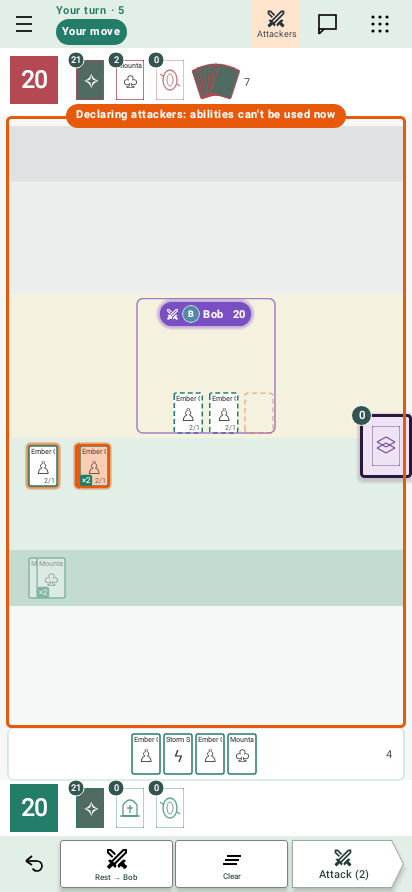 Your turn · 5
Your move
Attackers
20
21
2
Mounta
0
7
Declaring attackers: abilities can't be used now
B Bob 20
Ember (
Ember (
2/1
2/1
0
Ember (
Ember (
2/1
×2 2/1
M Mounta
×2
Ember (
Storm S
Ember (
Mounta
4
20
21
0
0
Rest → Bob
Clear
Attack (2)